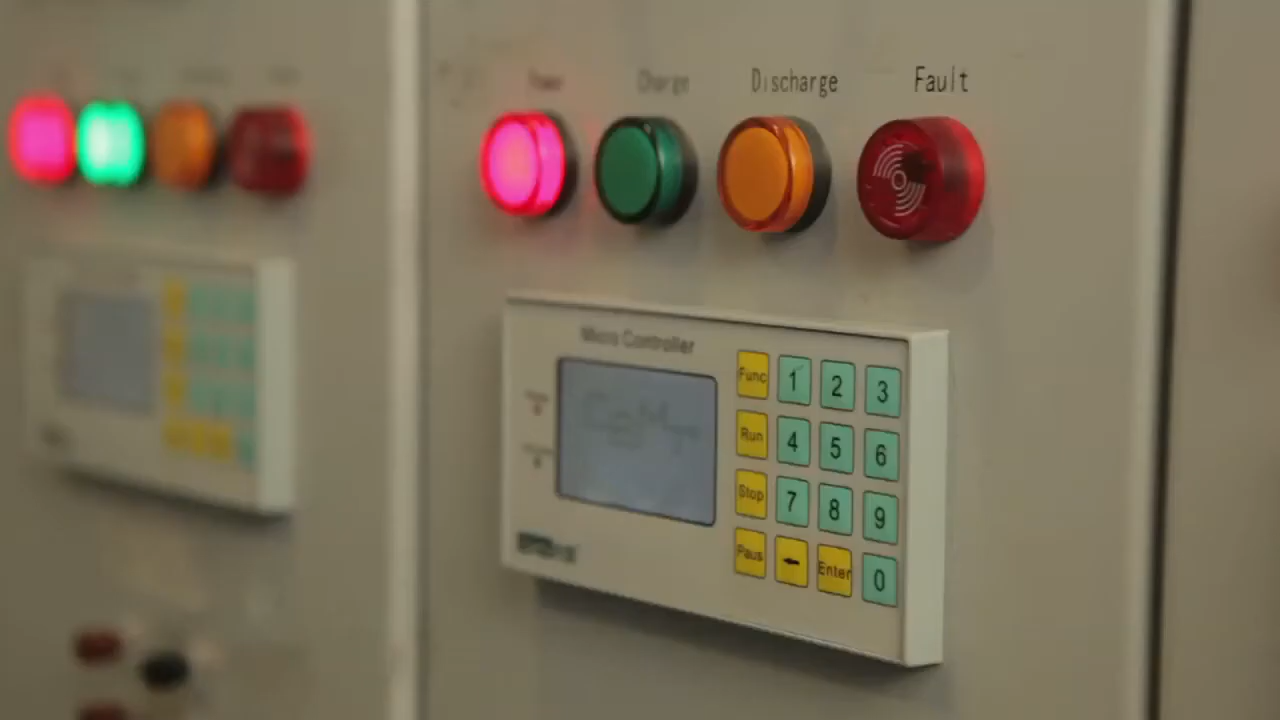 Power Charge Discharge Fault
Micro Controller
Func 1 2 3
Run 4 5 6
Stop 7 8 9
Paus Enter 0